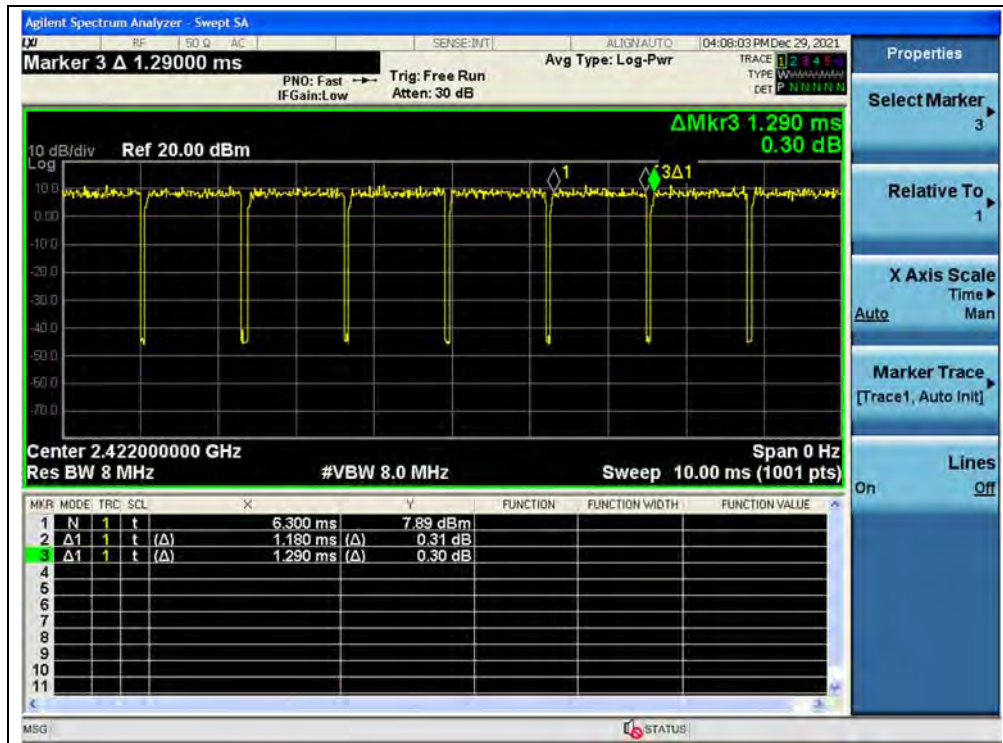 Agilent Spectrum Analyzer - Swept SA
LXI RF 50 Ω AC SENSE:INT ALIGN AUTO 04:08:03 PM Dec 29, 2021
Marker 3 Δ 1.29000 ms
PNO: Fast
IFGain:Low
Trig: Free Run
Atten: 30 dB
Avg Type: Log-Pwr
TRACE 1 2 3 4 5 6
TYPE W
DET P N N N N N
ΔMkr3 1.290 ms
0.30 dB
10 dB/div Ref 20.00 dBm
Log
10.0
0.00
-10.0
-20.0
-30.0
-40.0
-50.0
-60.0
-70.0
1
3Δ1
Center 2.422000000 GHz Span 0 Hz
Res BW 8 MHz #VBW 8.0 MHz Sweep 10.00 ms (1001 pts)
MKR MODE TRC SCL X Y FUNCTION FUNCTION WIDTH FUNCTION VALUE
1 N 1 t 6.300 ms 7.89 dBm
2 Δ1 1 t (Δ) 1.180 ms (Δ) 0.31 dB
3 Δ1 1 t (Δ) 1.290 ms (Δ) 0.30 dB
4
5
6
7
8
9
10
11
MSG STATUS
Properties
Select Marker
3
Relative To
1
X Axis Scale
Time
Auto Man
Marker Trace
[Trace1, Auto Init]
Lines
On Off